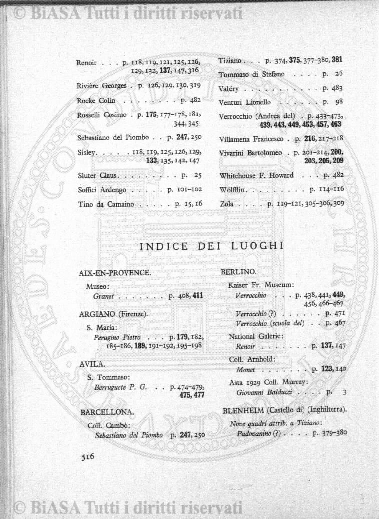 © BiASA Tutti i diritti riservati
Renoir . . . p. 118, 119, 121, 125, 126,
129, 132, 137, 147, 316
Rivière Georges . p. 126, 129, 130, 319
Rocke Colin . . . . . . p. 482
Rosselli Cosimo . . . p. 175, 177-178, 181,
344, 345
Sebastiano del Piombo . . p. 247, 250
Sisley. . . . . . 118, 119, 125, 126, 129,
132, 135, 142, 147
Sluter Claus. . . . . . . p. 25
Soffici Ardengo . . . . p. 101-102
Tino da Camaino . . . . . p. 15, 16
Tiziano . . p. 374, 375, 377-380, 381
Tommaso di Stefano . . . p. 26
Valéry . . . . . . . . p. 483
Venturi Lionello . . . . . p. 98
Verrocchio (Andrea del) . p. 433-473,
439, 443, 449, 453, 457, 463
Villamena Francesco . p. 216, 217-218
Vivarini Bartolomeo . p. 201-214, 200,
203, 205, 209
Whitehouse F. Howard . . p. 482
Wölfflin . . . . . . p. 114-116
Zola . . . . p. 119-121, 305-306, 309
INDICE DEI LUOGHI
AIX-EN-PROVENCE.
Museo:
Granet . . . . . . . p. 408, 411
ARGIANO (Firenze).
S. Maria:
Perugino Pietro . . . . p. 179, 182,
185-186, 189, 191-192, 195-198
AVILA.
S. Tommaso:
Berruguete P. G. . . p. 474-479,
475, 477
BARCELLONA.
Coll. Cambó:
Sebastiano del Piombo p. 247, 250
BERLINO.
Kaiser Fr. Museum:
Verrocchio . . p. 438, 441, 449,
456, 466-467
Verrocchio (?) . . . . . . p. 471
Verrocchio (scuola del) . . p. 467
National Galerie:
Renoir . . . . . . . p. 137, 147
Coll. Arnhold:
Monet . . . . . . . p. 123, 140
Asta 1929 Coll. Murray:
Giovanni Balduzzi . . . p. 3
BLENHEIM (Castello di) (Inghilterra).
Nove quadri attrib. a Tiziano:
Padovanino (?) . . . . p. 379-380
516
© BiASA Tutti i diritti riservati